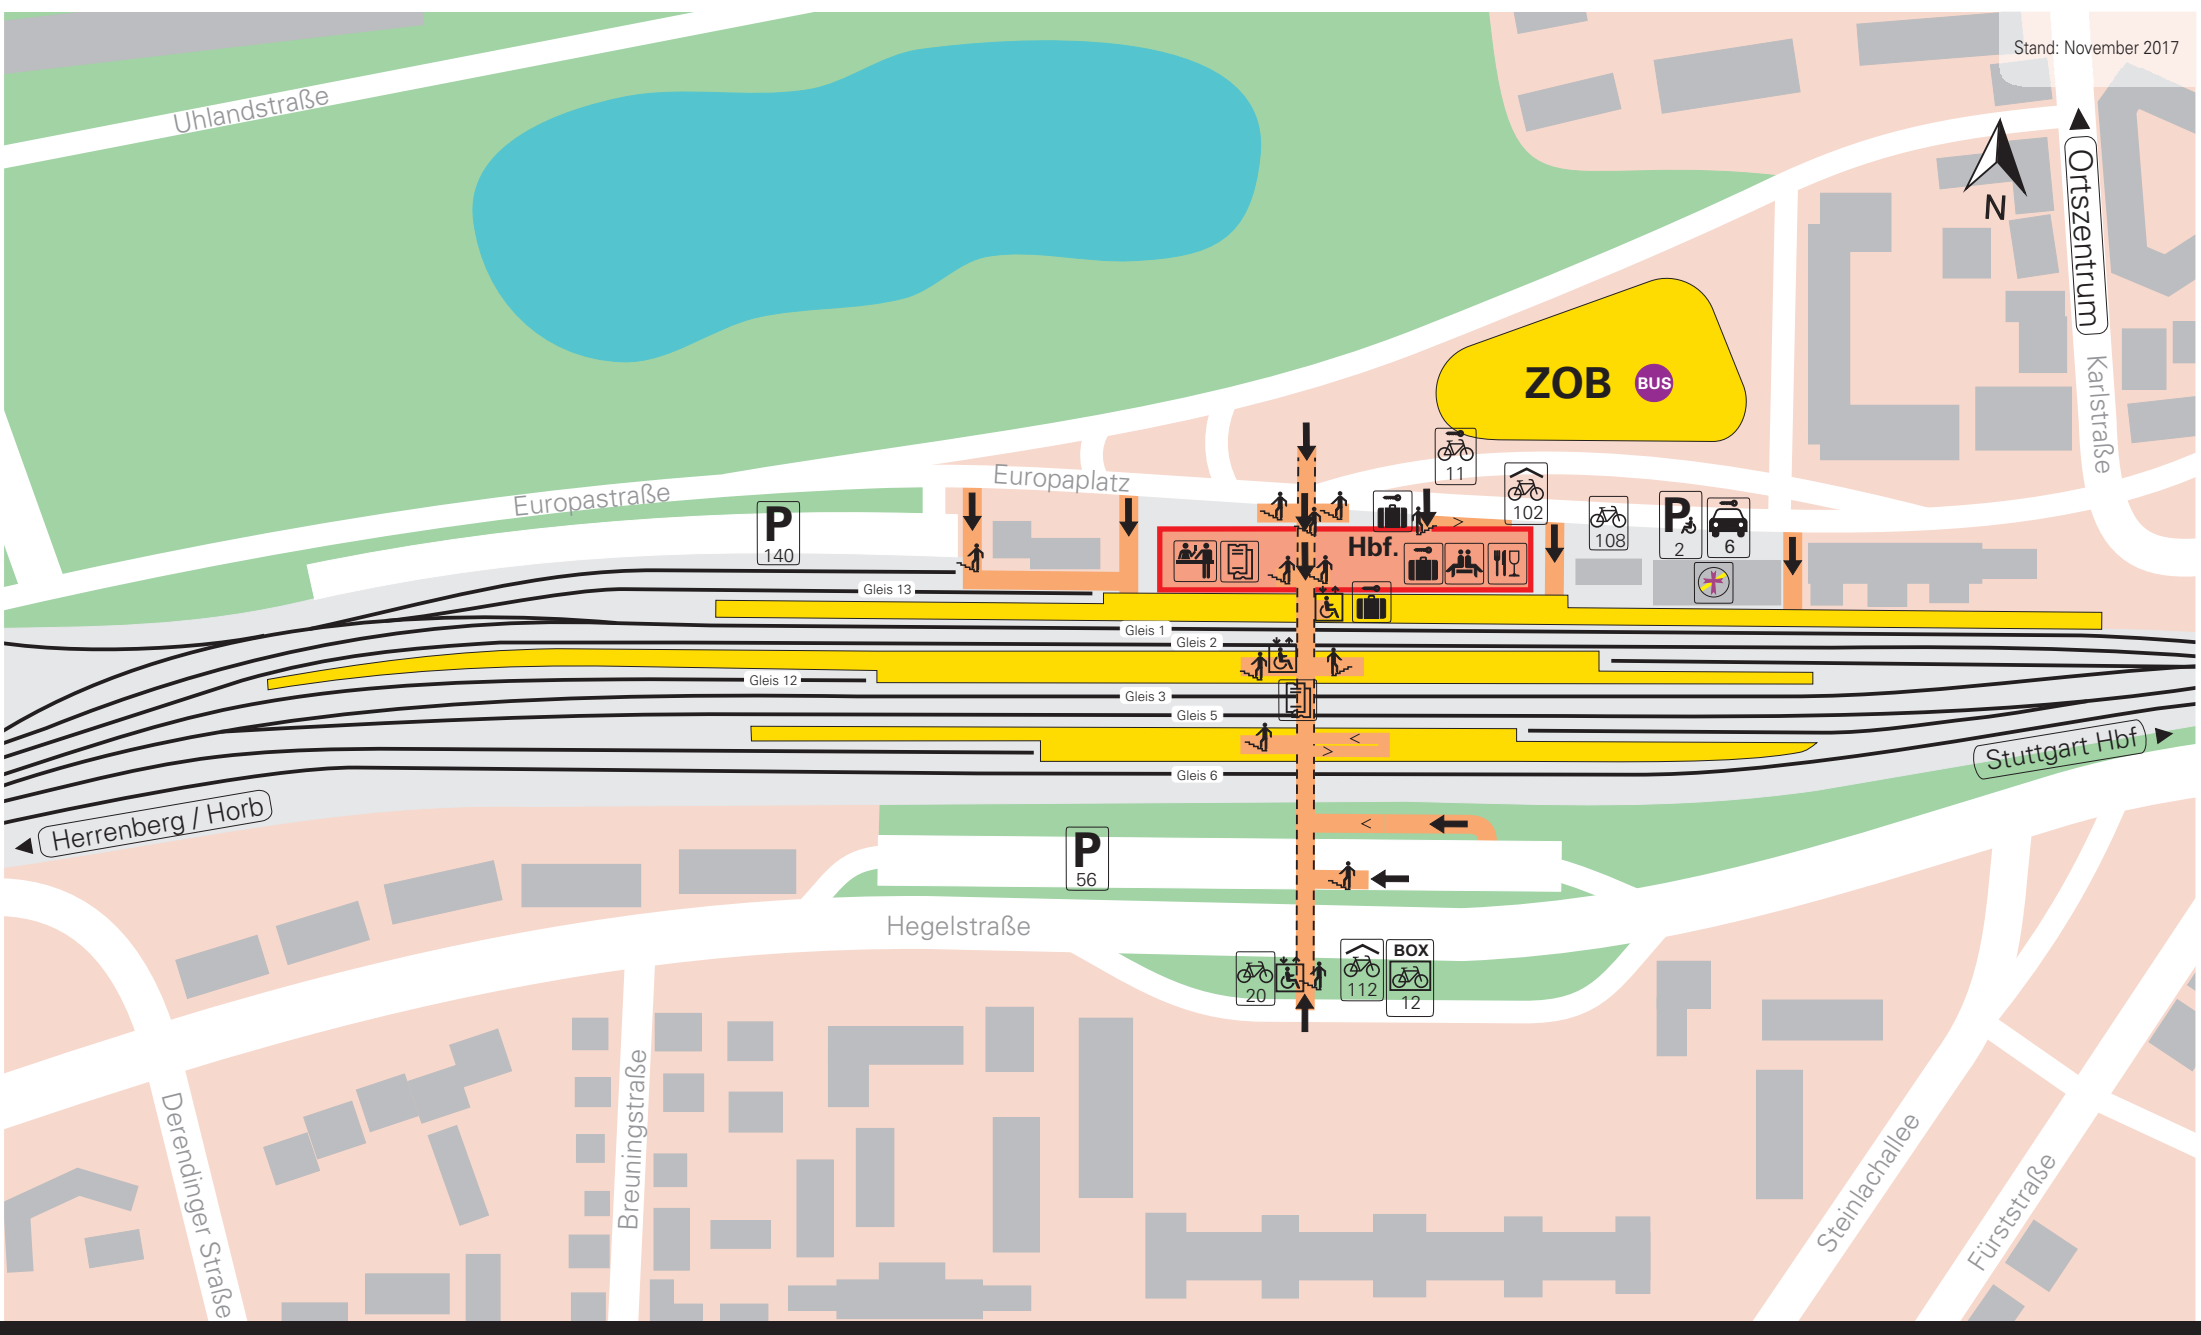 Stand: November 2017
Uhlandstraße
N
Ortszentrum
Karlstraße
ZOB BUS
Europastraße
Europaplatz
P
140
11
102
108
P
2
6
Hbf.
Gleis 13
Gleis 1
Gleis 2
Gleis 12
Gleis 3
Gleis 5
Gleis 6
Stuttgart Hbf
Herrenberg / Horb
P
56
Hegelstraße
20
112
BOX
12
Derendinger Straße
Breuningstraße
Steinlachallee
Fürststraße